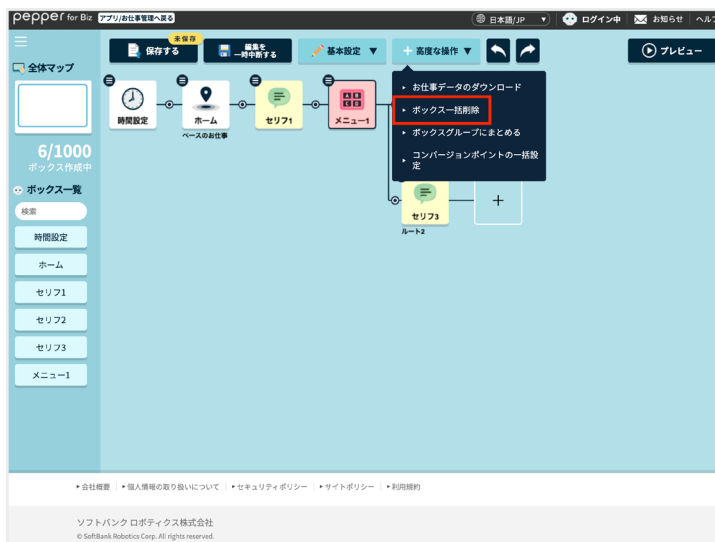 pepper for Biz アプリ/お仕事管理へ戻る 日本語/JP ▼ ログイン中 お知らせ ヘル
未保存
保存する 編集を一時中断する 基本設定 ▼ 高度な操作 ▼ プレビュー
全体マップ
6/1000
ボックス作成中
ボックス一覧
検索
時間設定
ホーム
セリフ1
セリフ2
セリフ3
メニュー1
時間設定
ホーム
ベースのお仕事
セリフ1
A B
C D
メニュー1
お仕事データのダウンロード
ボックス一括削除
ボックスグループにまとめる
コンバージョンポイントの一括設
定
セリフ3
ルート2
会社概要 個人情報の取り扱いについて セキュリティポリシー サイトポリシー 利用規約
ソフトバンク ロボティクス株式会社
© SoftBank Robotics Corp. All rights reserved.